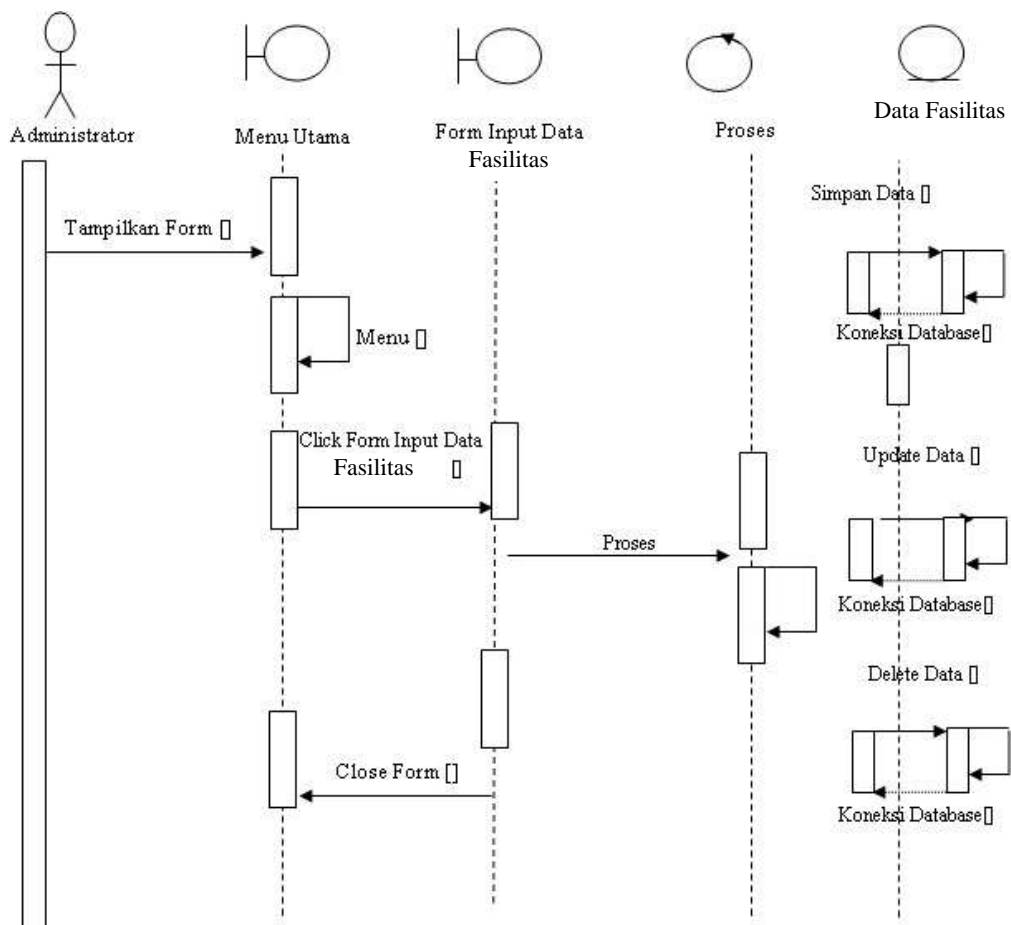 Administrator
Menu Utama
Form Input Data
Fasilitas
Proses
Data Fasilitas
Simpan Data []
Tampilkan Form []
Koneksi Database[]
Menu []
Click Form Input Data
Fasilitas []
Update Data []
Proses
Koneksi Database[]
Delete Data []
Close Form []
Koneksi Database[]